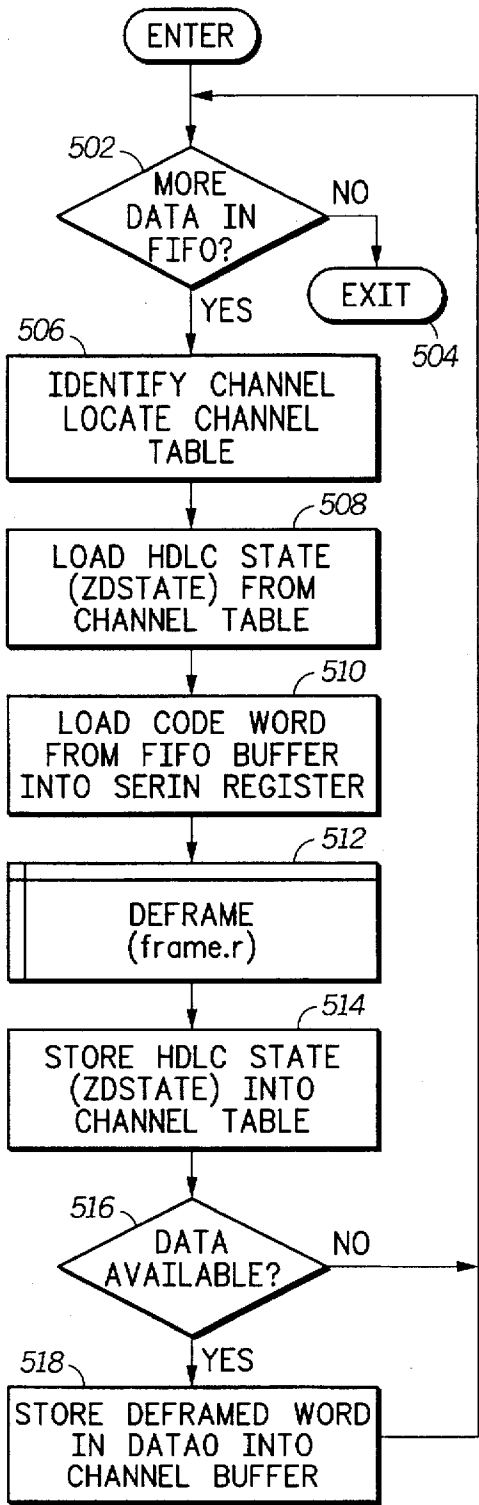 ENTER
502
MORE
DATA IN
FIFO?
NO
EXIT
504
YES
506
IDENTIFY CHANNEL
LOCATE CHANNEL
TABLE
508
LOAD HDLC STATE
(ZDSTATE) FROM
CHANNEL TABLE
510
LOAD CODE WORD
FROM FIFO BUFFER
INTO SERIN REGISTER
512
DEFRAME
(frame.r)
514
STORE HDLC STATE
(ZDSTATE) INTO
CHANNEL TABLE
516
DATA
AVAILABLE?
NO
YES
518
STORE DEFRAMED WORD
IN DATAO INTO
CHANNEL BUFFER